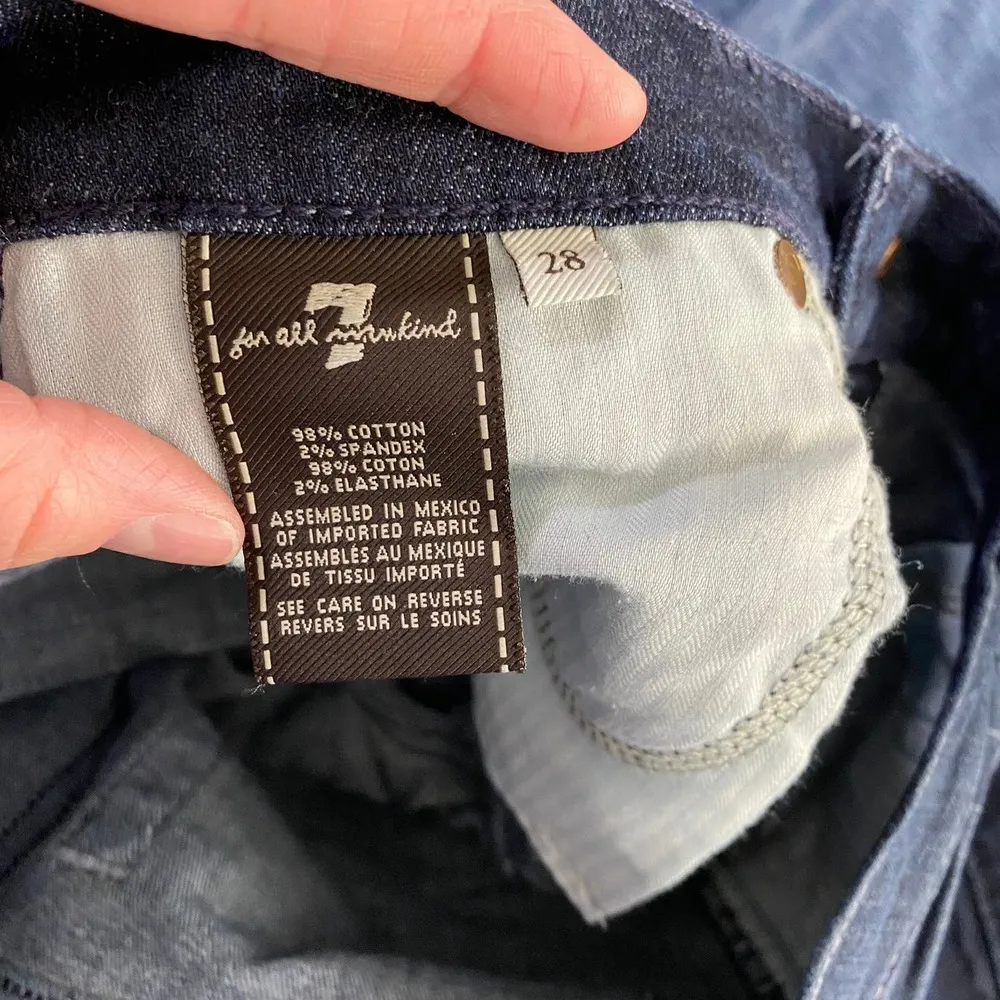 7
for all mankind
28
98% COTTON
2% SPANDEX
98% COTON
2% ELASTHANE
ASSEMBLED IN MEXICO
OF IMPORTED FABRIC
ASSEMBLÉS AU MEXIQUE
DE TISSU IMPORTÉ
SEE CARE ON REVERSE
REVERS SUR LE SOINS